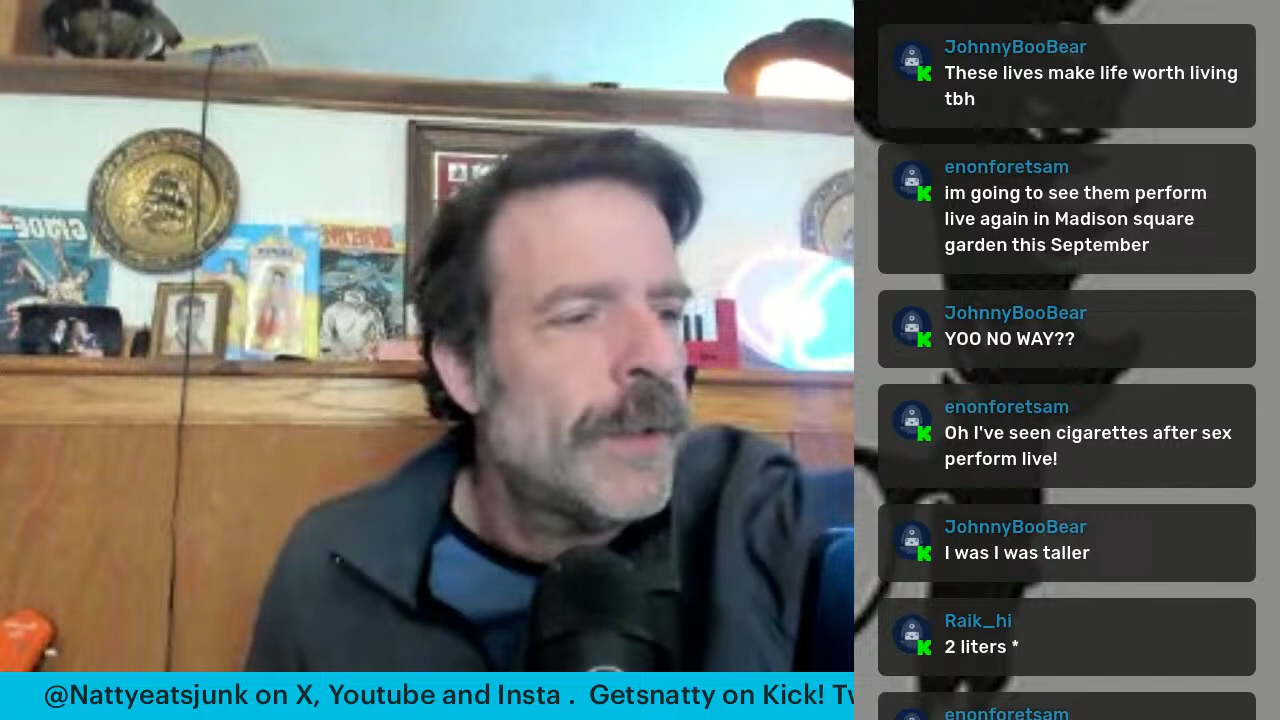 JohnnyBooBear
These lives make life worth living
tbh
enonforetsam
im going to see them perform
live again in Madison square
garden this September
JohnnyBooBear
YOO NO WAY??
enonforetsam
Oh I've seen cigarettes after sex
perform live!
JohnnyBooBear
I was I was taller
Raik_hi
2 liters *
enonforetsam
@Nattyeatsjunk on X, Youtube and Insta .  Getsnatty on Kick! Tw